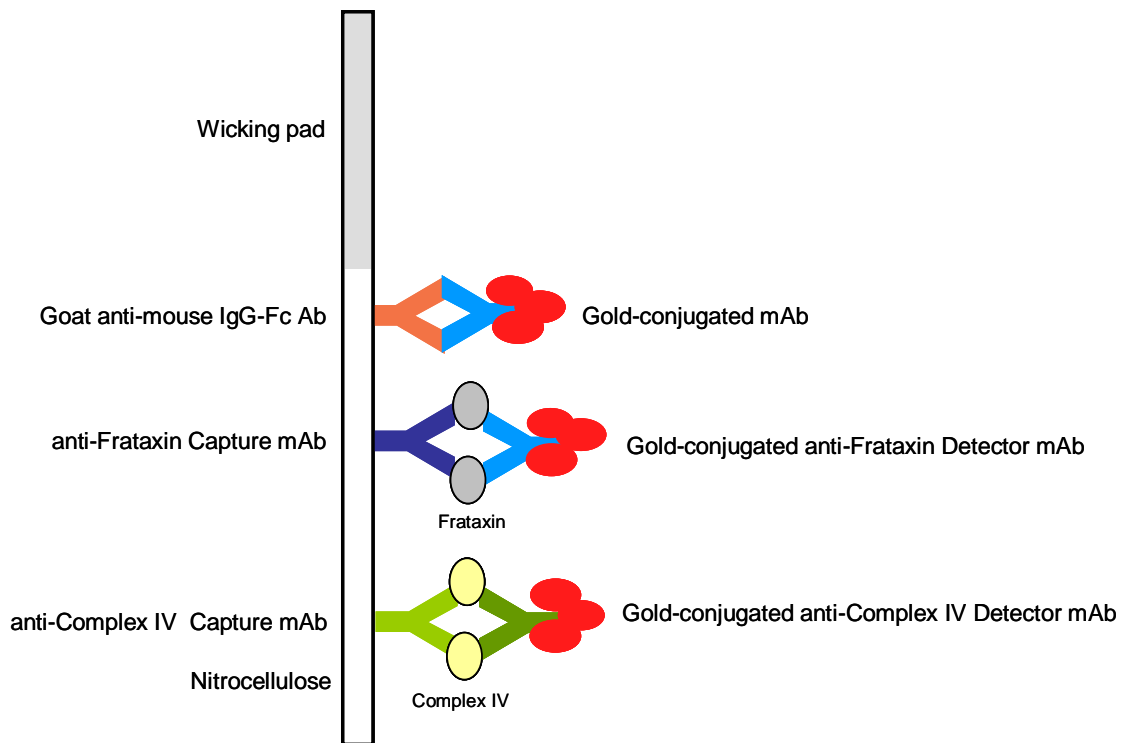 Wicking pad
Goat anti-mouse IgG-Fc Ab
Gold-conjugated mAb
anti-Frataxin Capture mAb
Gold-conjugated anti-Frataxin Detector mAb
Frataxin
anti-Complex IV  Capture mAb
Gold-conjugated anti-Complex IV Detector mAb
Nitrocellulose
Complex IV